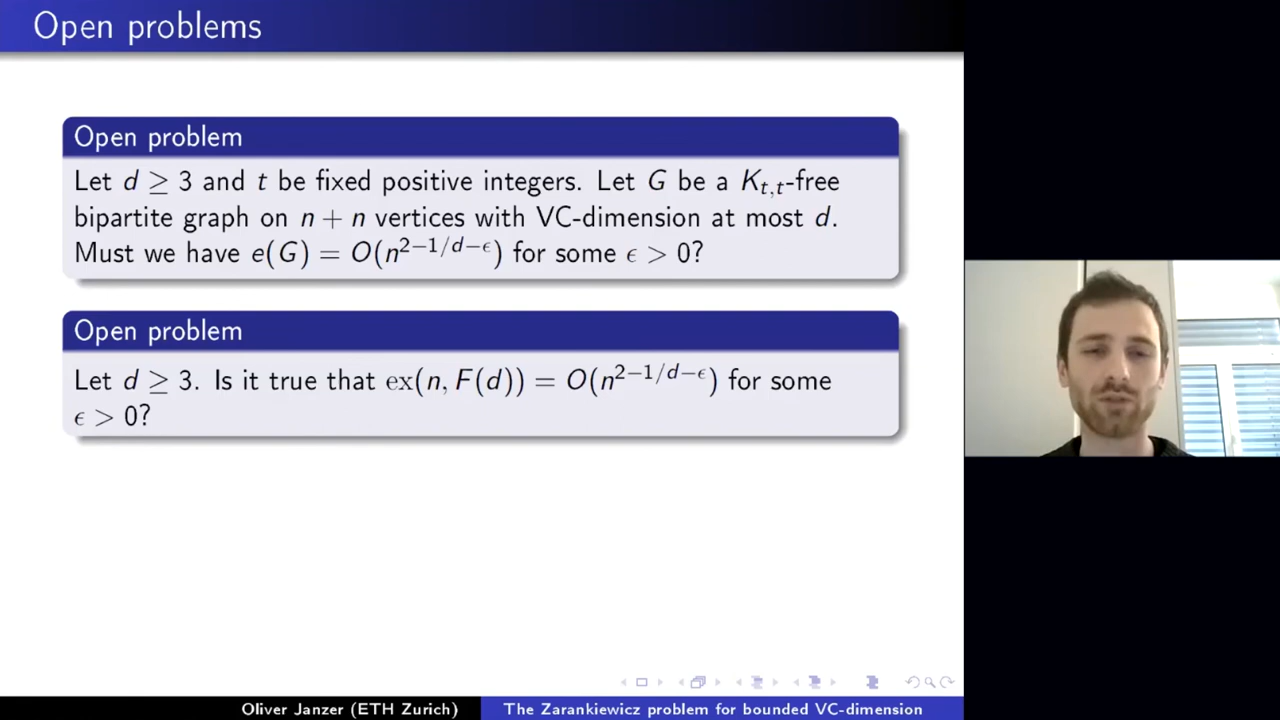 Open problems
Open problem
Let d ≥ 3 and t be fixed positive integers. Let G be a K_{t,t}-free
bipartite graph on n + n vertices with VC-dimension at most d.
Must we have e(G) = O(n^{2−1/d−ϵ}) for some ϵ > 0?
Open problem
Let d ≥ 3. Is it true that ex(n, F(d)) = O(n^{2−1/d−ϵ}) for some
ϵ > 0?
Oliver Janzer (ETH Zurich)
The Zarankiewicz problem for bounded VC-dimension